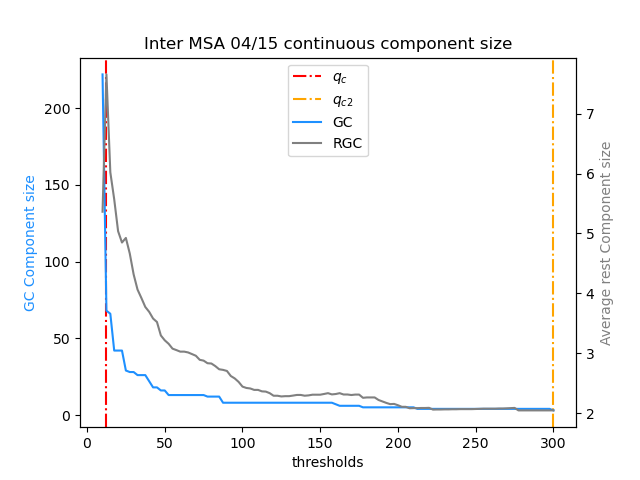 Inter MSA 04/15 continuous component size
q_c
q_c2
GC
RGC
GC Component size
200
150
100
50
0
Average rest Component size
7
6
5
4
3
2
0 50 100 150 200 250 300
thresholds